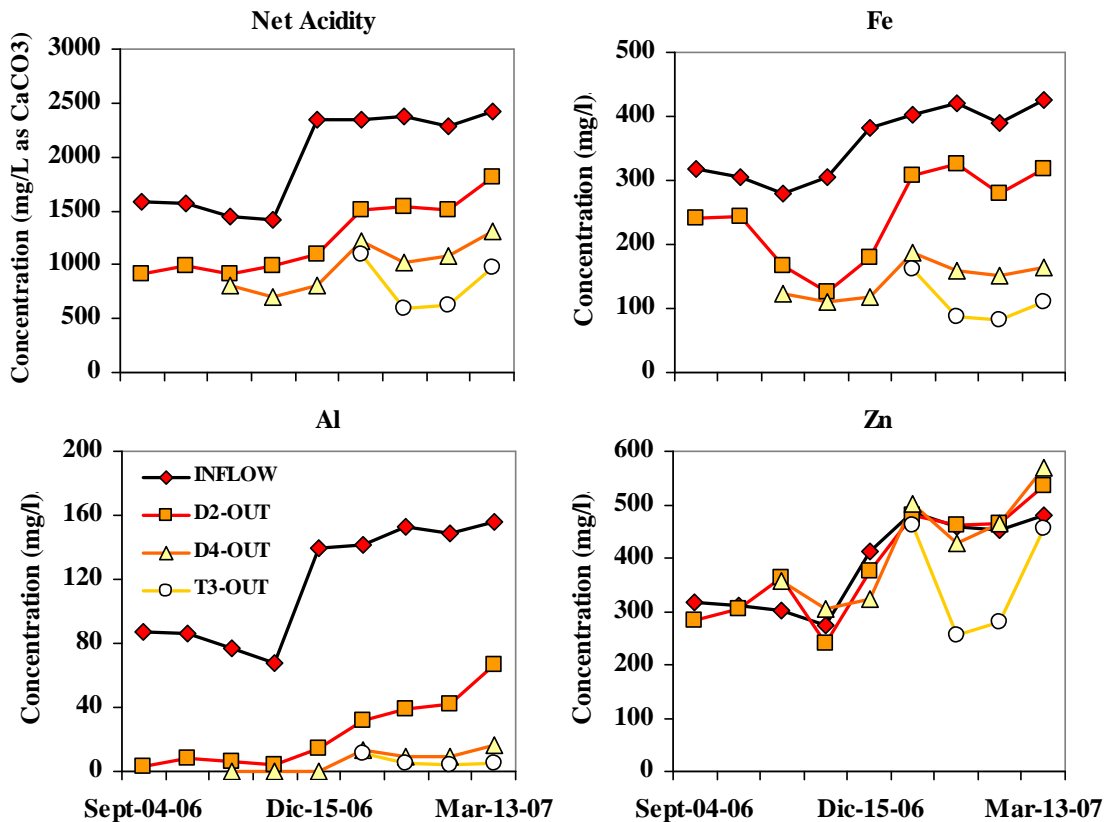 Net Acidity
Concentration (mg/L as CaCO3)
3000
2500
2000
1500
1000
500
0
Fe
Concentration (mg/l)
500
400
300
200
100
0
Al
Concentration (mg/l)
200
160
120
80
40
0
INFLOW
D2-OUT
D4-OUT
T3-OUT
Sept-04-06 Dic-15-06 Mar-13-07
Zn
Concentration (mg/l)
600
500
400
300
200
100
0
Sept-04-06 Dic-15-06 Mar-13-07